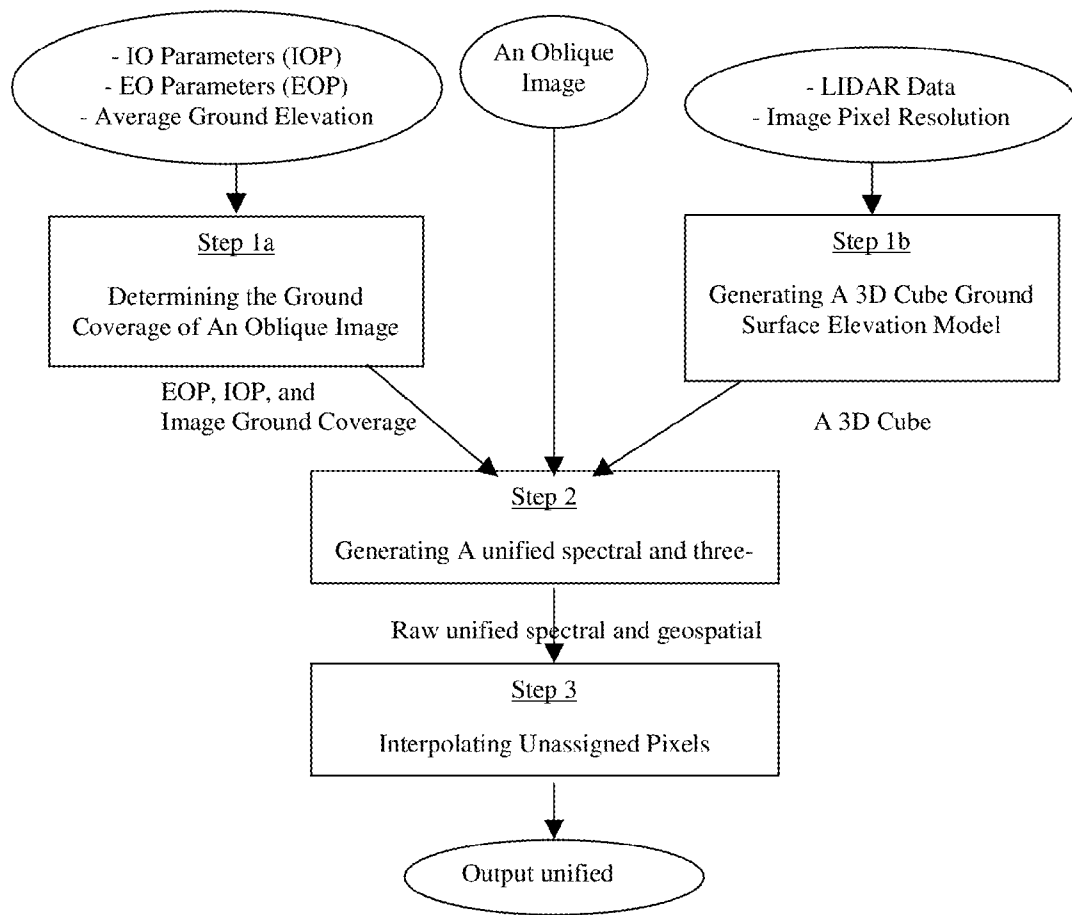 - IO Parameters (IOP)
- EO Parameters (EOP)
- Average Ground Elevation
An Oblique
Image
- LIDAR Data
- Image Pixel Resolution
Step 1a
Determining the Ground
Coverage of An Oblique Image
Step 1b
Generating A 3D Cube Ground
Surface Elevation Model
EOP, IOP, and
Image Ground Coverage
A 3D Cube
Step 2
Generating A unified spectral and three-
Raw unified spectral and geospatial
Step 3
Interpolating Unassigned Pixels
Output unified